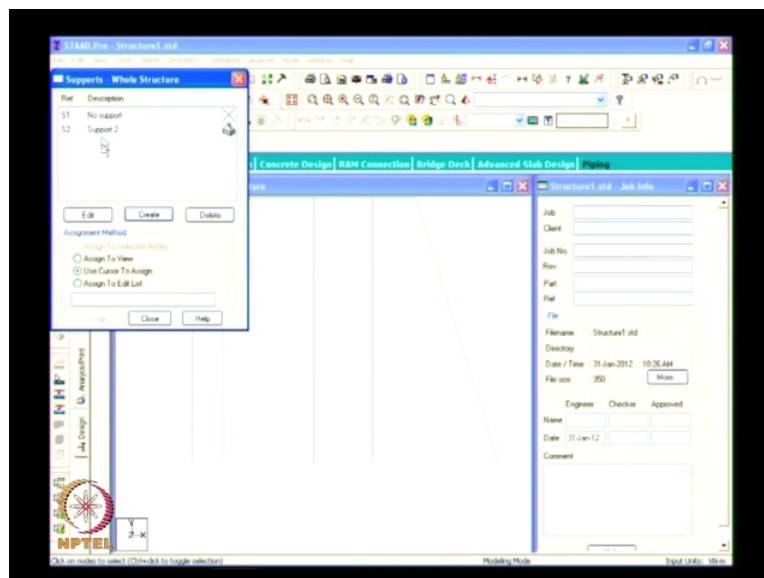 STAAD.Pro - Structure1.std
Supports - Whole Structure
Ref Description
S1 No support
S2 Support 2
Edit Create Delete
Assignment Method
Assign To Selected Nodes
Assign To View
Use Cursor To Assign
Assign To Edit List
Close Help
Concrete Design RAM Connection Bridge Deck Advanced Slab Design Piping
Structure1.std - Job Info
Job
Client
Job No
Rev
Part
Ref
File
Filename Structure1.std
Directory
Date / Time 31-Jan-2012 10:26 AM
File size 350 More
Engineer Checker Approved
Name
Date 31-Jan-12
Comment
Analysis/Print
Design
Y
Z X
NPTEL
Click on nodes to select (Ctrl+click to toggle selection) Modeling Mode Input Units: kN-m